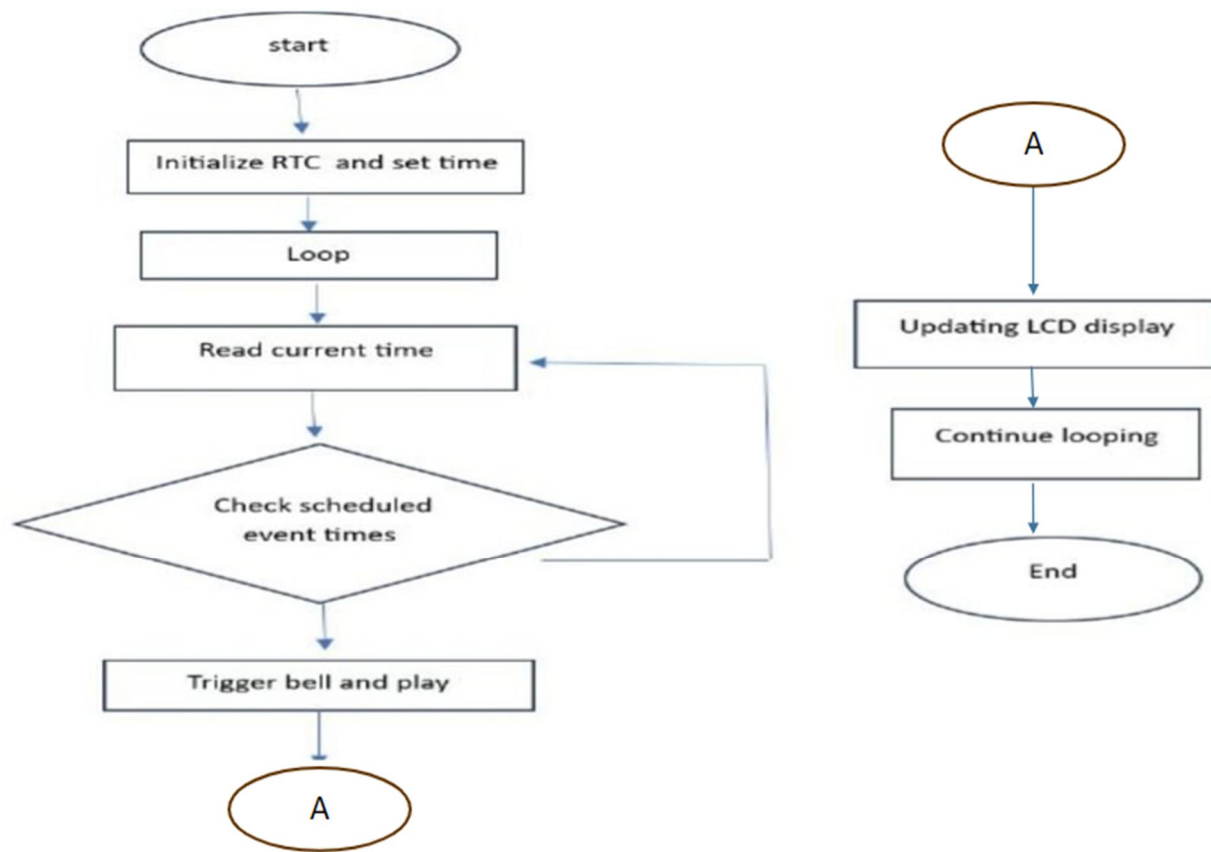 start
Initialize RTC  and set time
Loop
Read current time
Check scheduled
event times
Trigger bell and play
A
A
Updating LCD display
Continue looping
End